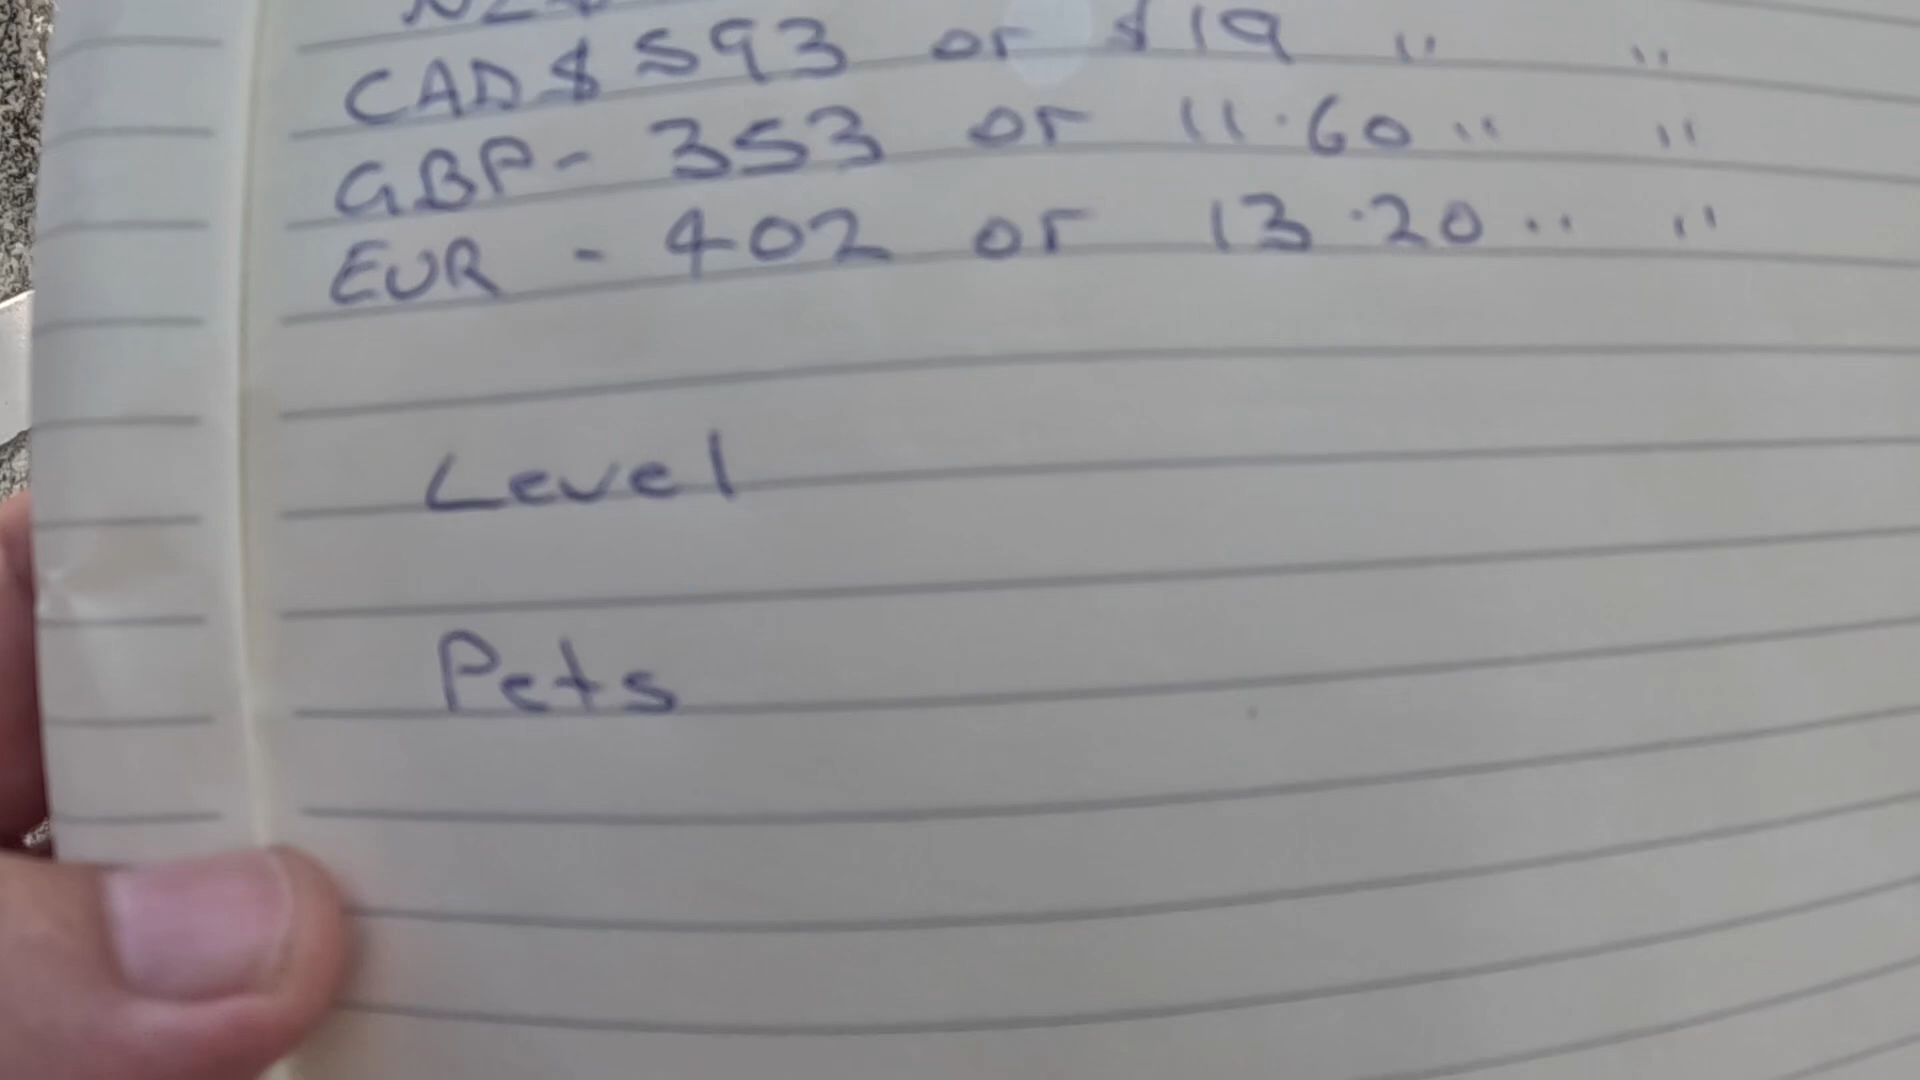 CAD $ 593 or $19 " "
GBP - 353 or 11.60 " "
EUR - 402 or 13.20 " "
Level
Pets